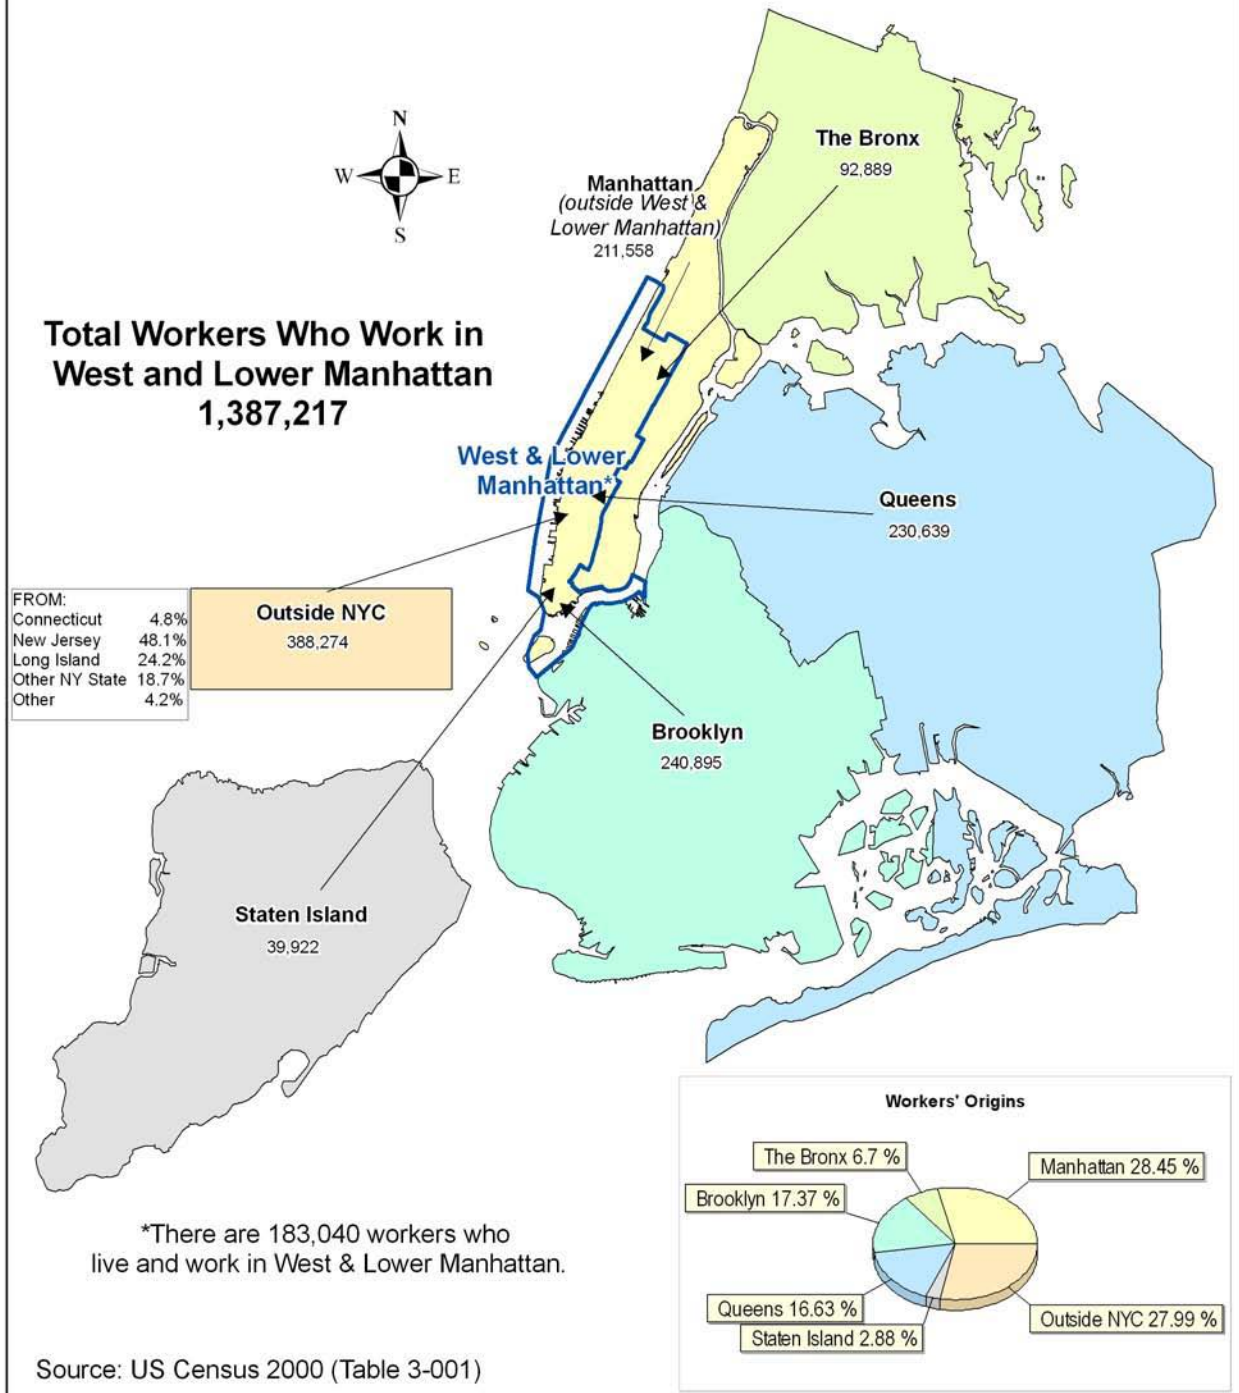 N
W
E
S
The Bronx
92,889
Manhattan
(outside West &
Lower Manhattan)
211,558
Total Workers Who Work in
West and Lower Manhattan
1,387,217
West & Lower
Manhattan*
Queens
230,639
FROM:
Connecticut 4.8%
New Jersey 48.1%
Long Island 24.2%
Other NY State 18.7%
Other 4.2%
Outside NYC
388,274
Brooklyn
240,895
Staten Island
39,922
Workers' Origins
The Bronx 6.7 %
Manhattan 28.45 %
Brooklyn 17.37 %
Queens 16.63 %
Staten Island 2.88 %
Outside NYC 27.99 %
*There are 183,040 workers who
live and work in West & Lower Manhattan.
Source: US Census 2000 (Table 3-001)